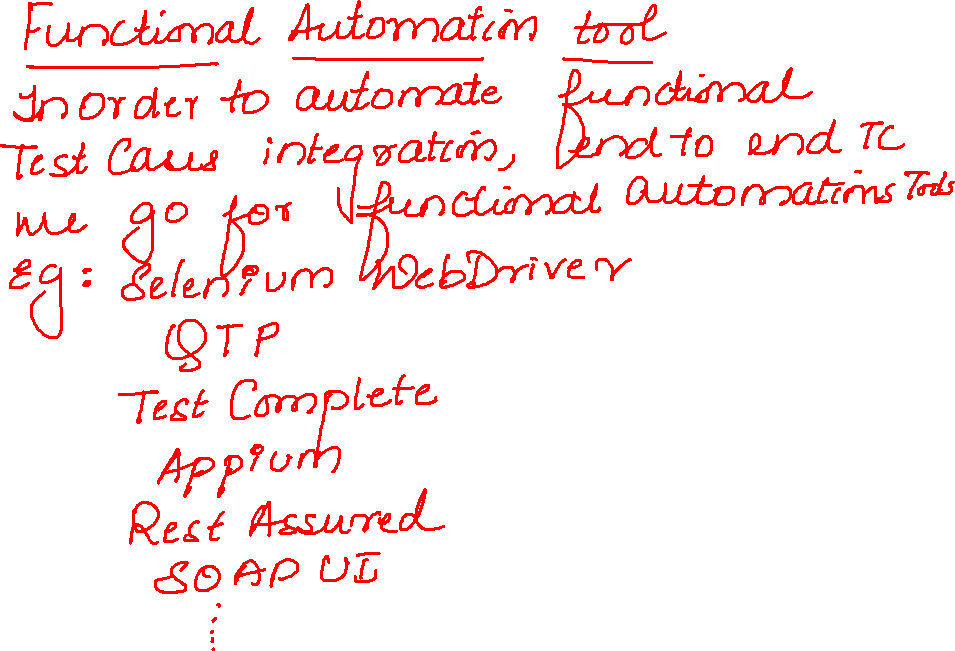 Functional Automation tool
In order to automate functional
Test Cases integration, end to end TC
we go for functional automations Tools
Eg: Selenium WebDriver
QTP
Test Complete
Appium
Rest Assured
SOAP UI